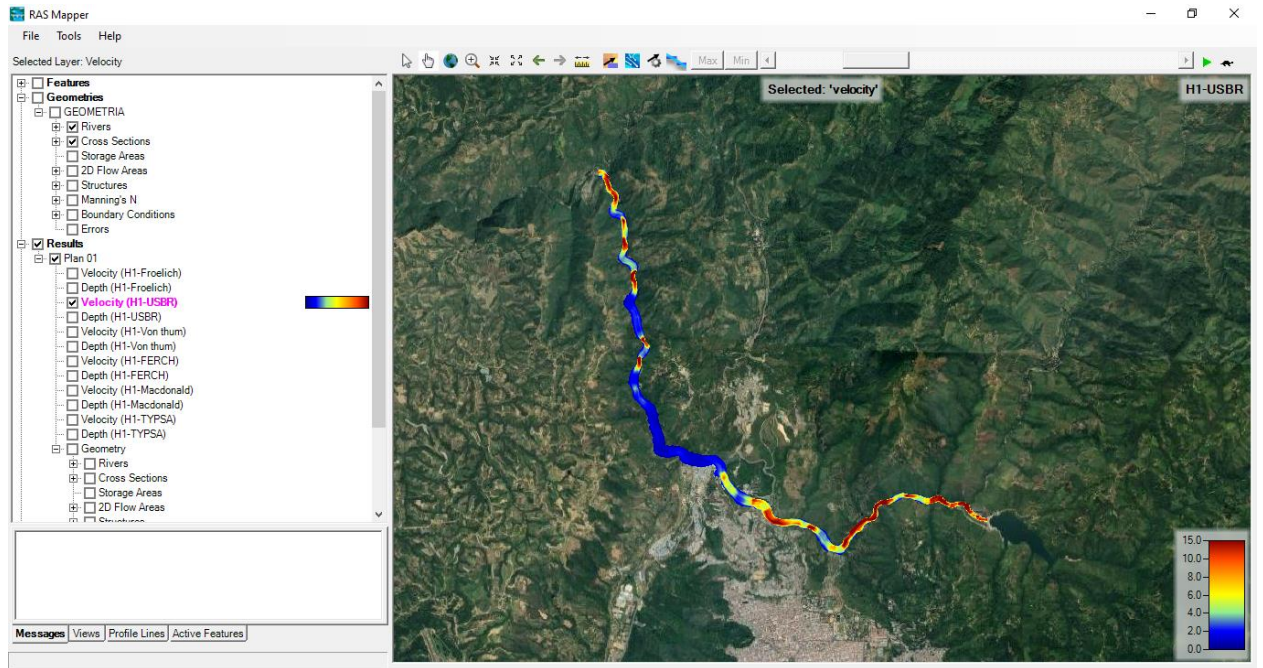 RAS Mapper
File Tools Help
Selected Layer: Velocity
Max Min
Features
Geometries
GEOMETRIA
Rivers
Cross Sections
Storage Areas
2D Flow Areas
Structures
Manning's N
Boundary Conditions
Errors
Results
Plan 01
Velocity (H1-Froelich)
Depth (H1-Froelich)
Velocity (H1-USBR)
Depth (H1-USBR)
Velocity (H1-Von thum)
Depth (H1-Von thum)
Velocity (H1-FERCH)
Depth (H1-FERCH)
Velocity (H1-Macdonald)
Depth (H1-Macdonald)
Velocity (H1-TYPSA)
Depth (H1-TYPSA)
Geometry
Rivers
Cross Sections
Storage Areas
2D Flow Areas
Messages Views Profile Lines Active Features
Selected: 'velocity'
H1-USBR
15.0
10.0
8.0
6.0
4.0
2.0
0.0